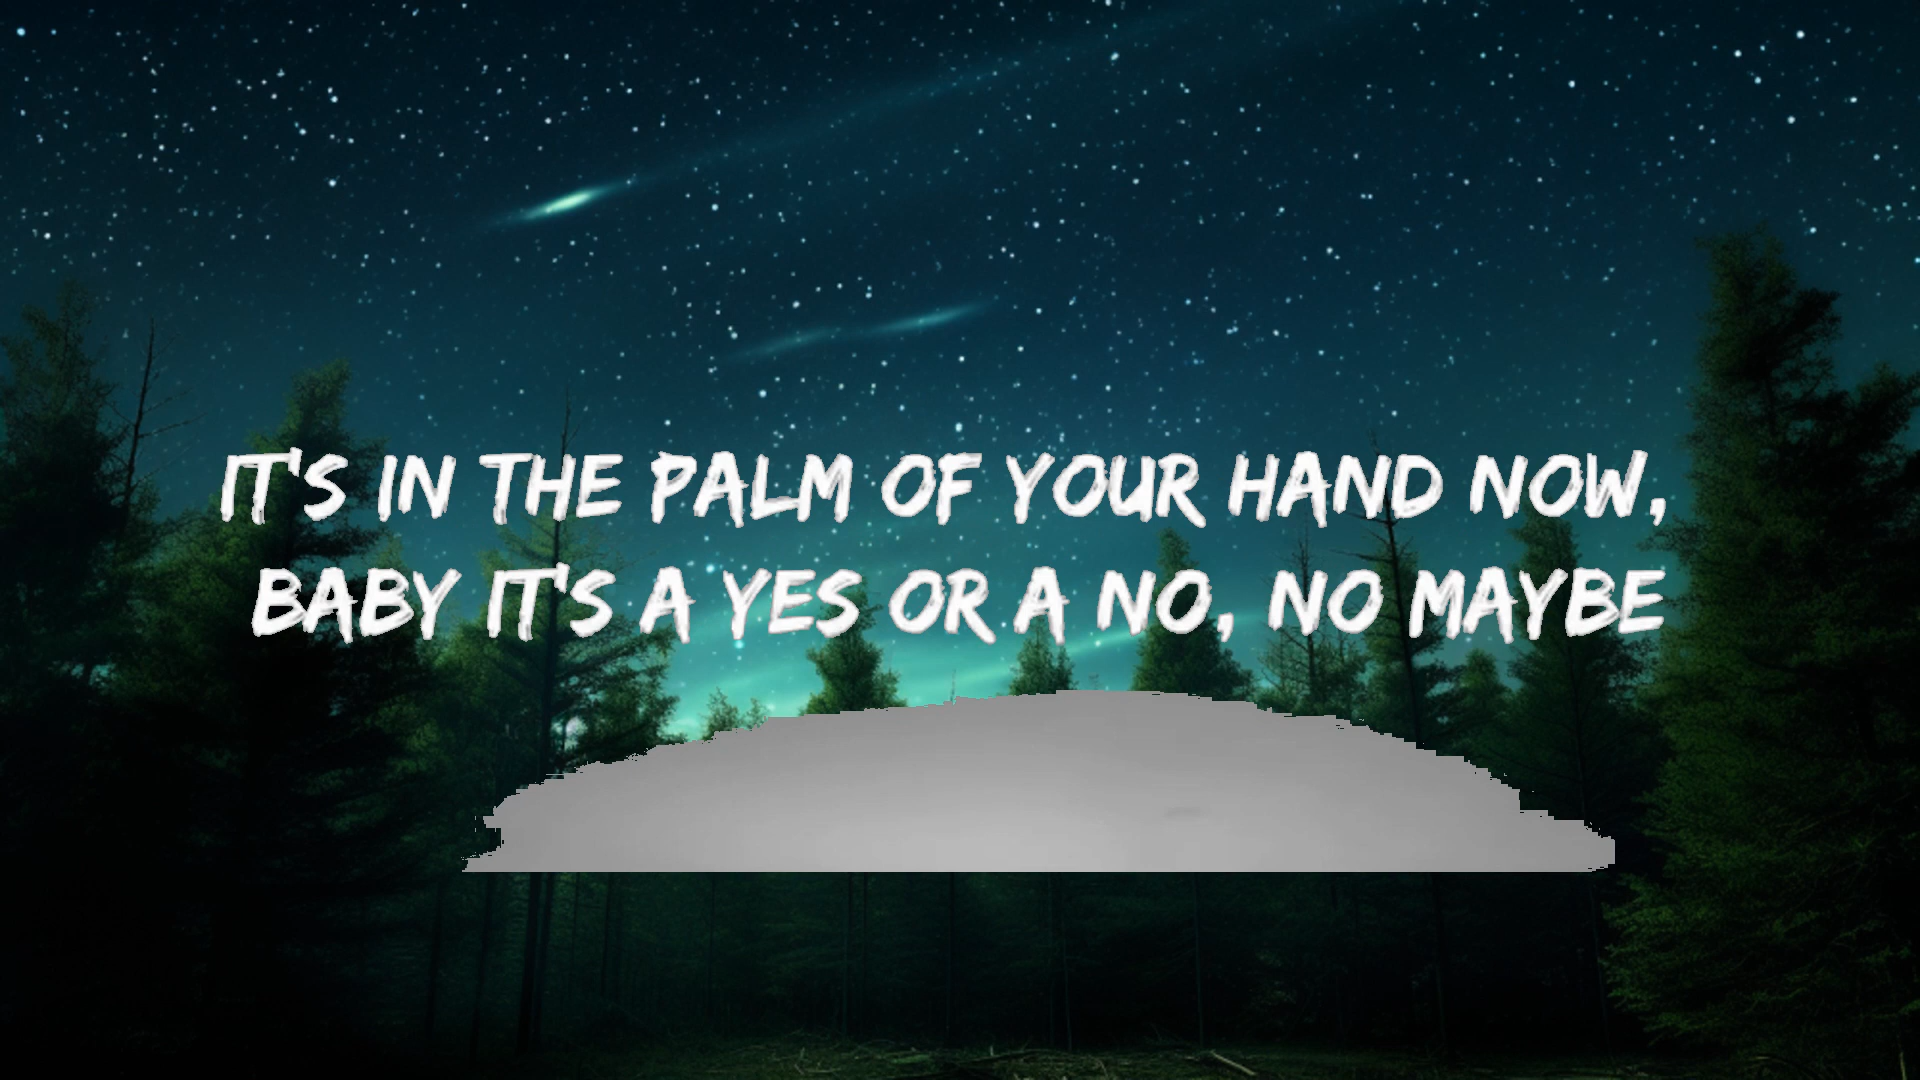 IT'S IN THE PALM OF YOUR HAND NOW,
BABY IT'S A YES OR A NO, NO MAYBE